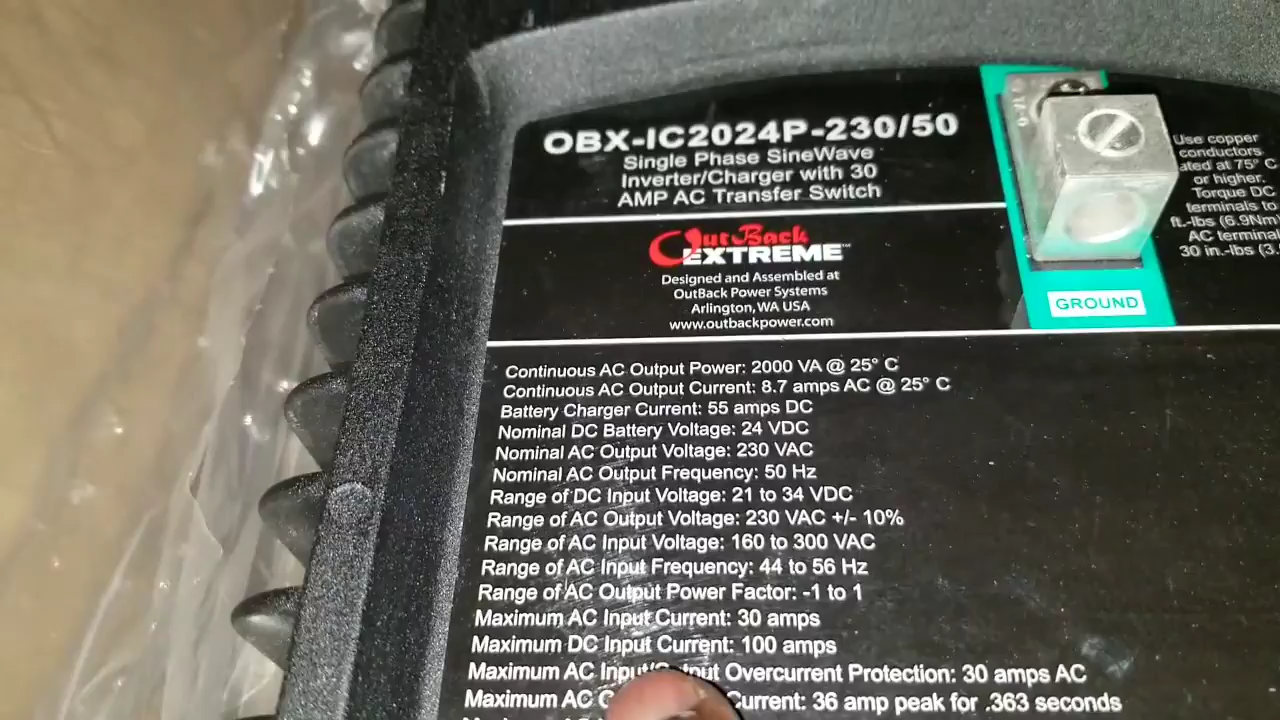 OBX-IC2024P-230/50
Single Phase SineWave
Inverter/Charger with 30
AMP AC Transfer Switch
OutBack
EXTREME™
Designed and Assembled at
OutBack Power Systems
Arlington, WA USA
www.outbackpower.com
GROUND
Use copper
conductors
ated at 75° C
or higher.
Torque DC
terminals to
ft.-lbs (6.9Nm
AC terminal
30 in.-lbs (3.
Continuous AC Output Power: 2000 VA @ 25° C
Continuous AC Output Current: 8.7 amps AC @ 25° C
Battery Charger Current: 55 amps DC
Nominal DC Battery Voltage: 24 VDC
Nominal AC Output Voltage: 230 VAC
Nominal AC Output Frequency: 50 Hz
Range of DC Input Voltage: 21 to 34 VDC
Range of AC Output Voltage: 230 VAC +/- 10%
Range of AC Input Voltage: 160 to 300 VAC
Range of AC Input Frequency: 44 to 56 Hz
Range of AC Output Power Factor: -1 to 1
Maximum AC Input Current: 30 amps
Maximum DC Input Current: 100 amps
Maximum AC Input/Output Overcurrent Protection: 30 amps AC
Maximum AC Current: 36 amp peak for .363 seconds